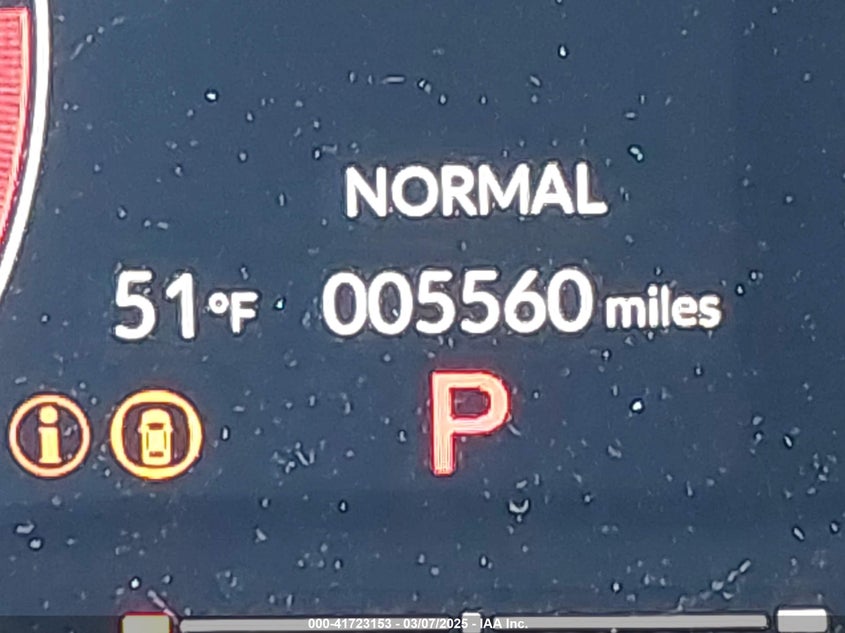 NORMAL
51°F 005560 miles
P
000-41723153 - 03/07/2025 - IAA Inc.